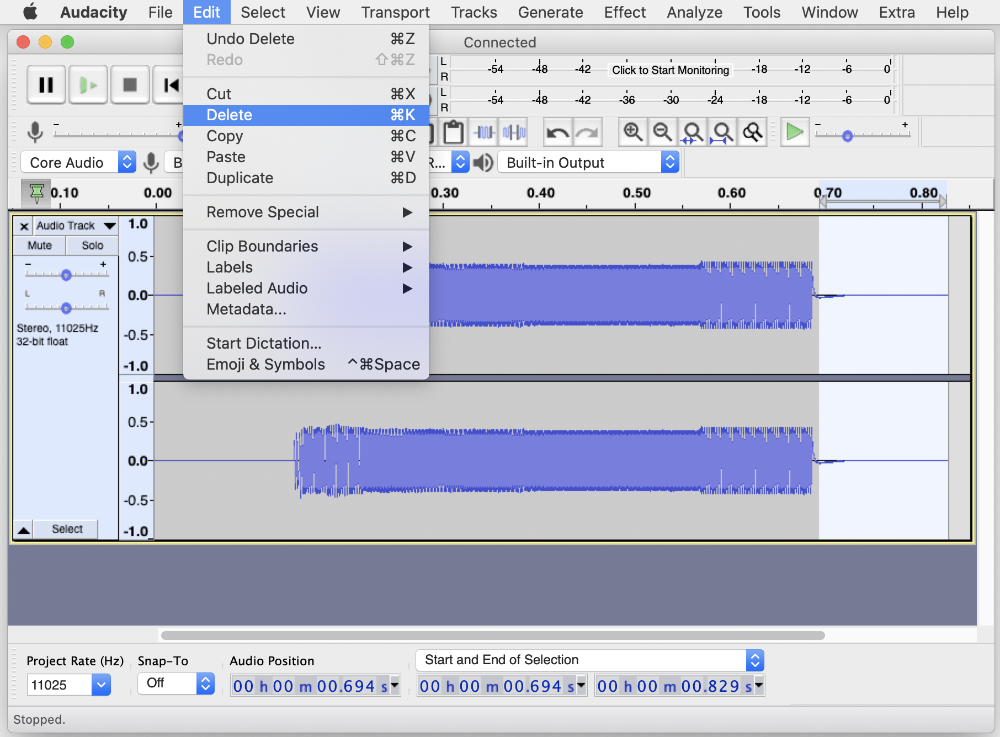 Audacity File Edit Select View Transport Tracks Generate Effect Analyze Tools Window Extra Help
Connected
Undo Delete ⌘Z
Redo ⇧⌘Z
Cut ⌘X
Delete ⌘K
Copy ⌘C
Paste ⌘V
Duplicate ⌘D
Remove Special ▶
Clip Boundaries ▶
Labels ▶
Labeled Audio ▶
Metadata...
Start Dictation...
Emoji & Symbols ^⌘Space
L
R
-54 -48 -42 Click to Start Monitoring -18 -12 -6 0
L
R
-54 -48 -42 -36 -30 -24 -18 -12 -6 0
- +
- +
Core Audio B R... Built-in Output
0.10 0.00 0.30 0.40 0.50 0.60 0.70 0.80
Audio Track
Mute Solo
- +
L R
Stereo, 11025Hz
32-bit float
Select
1.0
0.5
0.0
-0.5
-1.0
1.0
0.5
0.0
-0.5
-1.0
Project Rate (Hz) Snap-To Audio Position Start and End of Selection
11025 Off 00 h 00 m 00.694 s 00 h 00 m 00.694 s 00 h 00 m 00.829 s
Stopped.